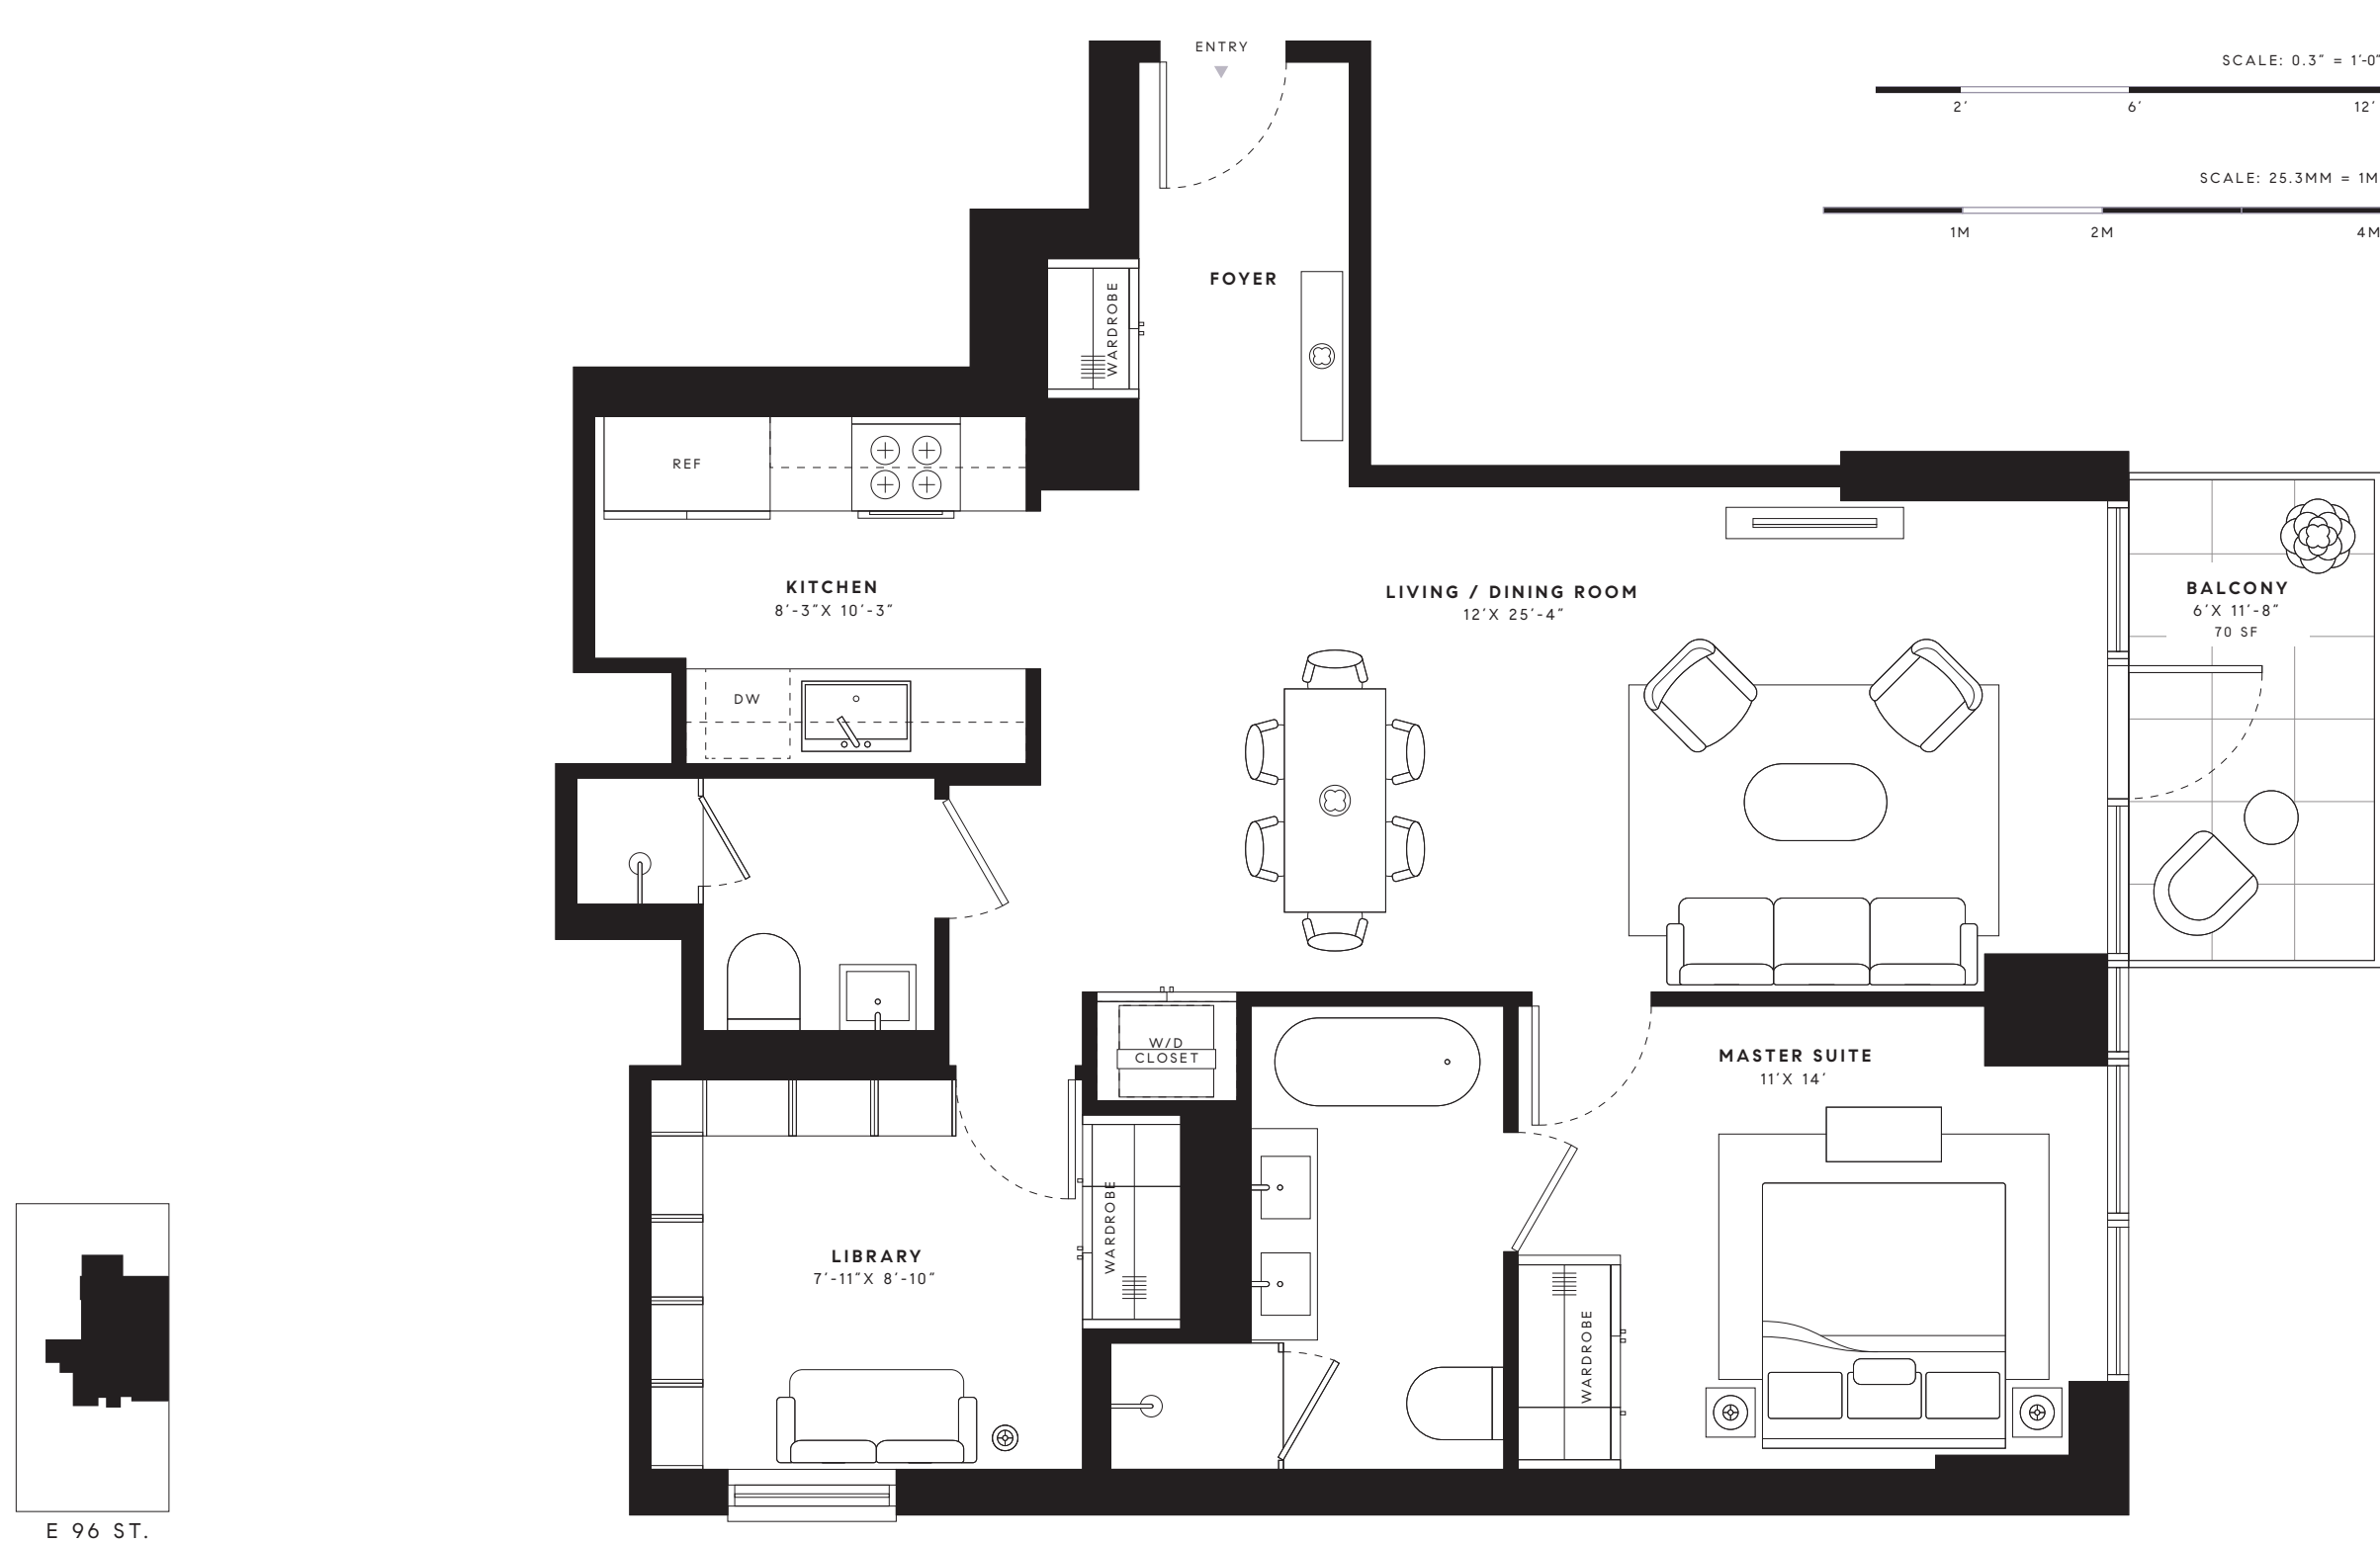 ENTRY
SCALE: 0.3” = 1’-0”
2’ 6’ 12’
SCALE: 25.3MM = 1M
1M 2M 4M
FOYER
WARDROBE
REF
KITCHEN
8’-3”X 10’-3”
LIVING / DINING ROOM
12’X 25’-4”
BALCONY
6’X 11’-8”
70 SF
DW
W/D
CLOSET
MASTER SUITE
11’X 14’
WARDROBE
LIBRARY
7’-11”X 8’-10”
WARDROBE
E 96 ST.